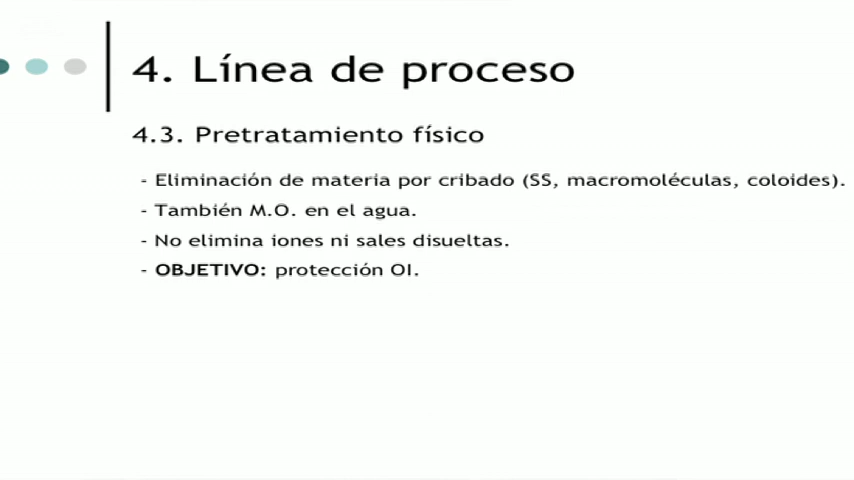 4. Línea de proceso
4.3. Pretratamiento físico
- Eliminación de materia por cribado (SS, macromoléculas, coloides).
- También M.O. en el agua.
- No elimina iones ni sales disueltas.
- OBJETIVO: protección OI.